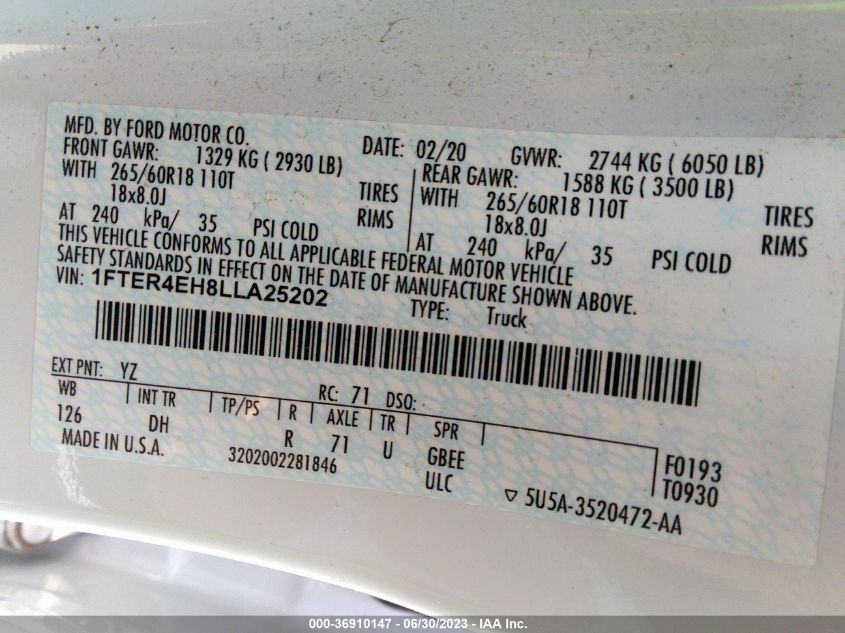 MFD. BY FORD MOTOR CO.
DATE: 02/20 GVWR: 2744 KG ( 6050 LB)
FRONT GAWR: 1329 KG ( 2930 LB) REAR GAWR: 1588 KG ( 3500 LB)
WITH 265/60R18 110T TIRES WITH 265/60R18 110T TIRES
18x8.0J RIMS 18x8.0J RIMS
AT 240 kPa/ 35 PSI COLD AT 240 kPa/ 35 PSI COLD
THIS VEHICLE CONFORMS TO ALL APPLICABLE FEDERAL MOTOR VEHICLE
SAFETY STANDARDS IN EFFECT ON THE DATE OF MANUFACTURE SHOWN ABOVE.
VIN: 1FTER4EH8LLA25202 TYPE: Truck
EXT PNT: YZ RC: 71 DSO:
WB INT TR TP/PS R AXLE TR SPR
126 DH R 71 U GBEE F0193
MADE IN U.S.A. 3202002281846 ULC T0930
▽ 5U5A-3520472-AA
000-36910147 - 06/30/2023 - IAA Inc.